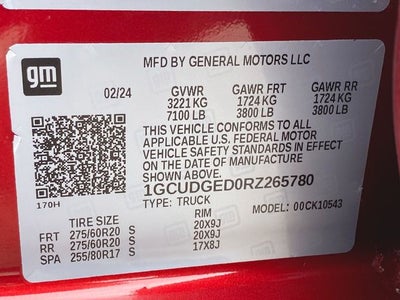 gm
MFD BY GENERAL MOTORS LLC
02/24 GVWR GAWR FRT GAWR RR
3221 KG 1724 KG 1724 KG
7100 LB 3800 LB 3800 LB
THIS VEHICLE CONFORMS TO ALL
APPLICABLE U.S. FEDERAL MOTOR
VEHICLE SAFETY STANDARDS IN EFFECT
ON THE DATE OF MANUFACTURE
SHOWN ABOVE.
1GCUDGED0RZ265780
170H
TYPE: TRUCK MODEL: 00CK10543
TIRE SIZE RIM
FRT 275/60R20 S 20X9J
RR 275/60R20 S 20X9J
SPA 255/80R17 S 17X8J